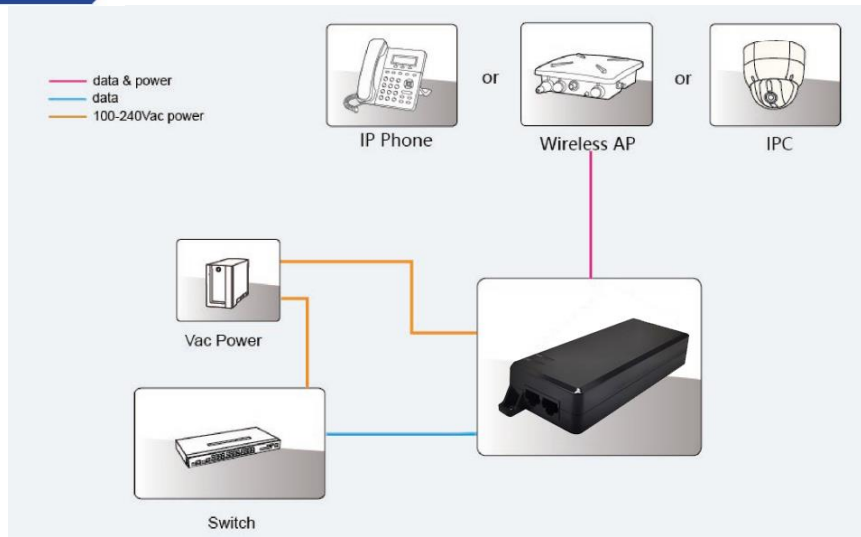 data & power
data
100-240Vac power
or
or
IP Phone
Wireless AP
IPC
Vac Power
Switch